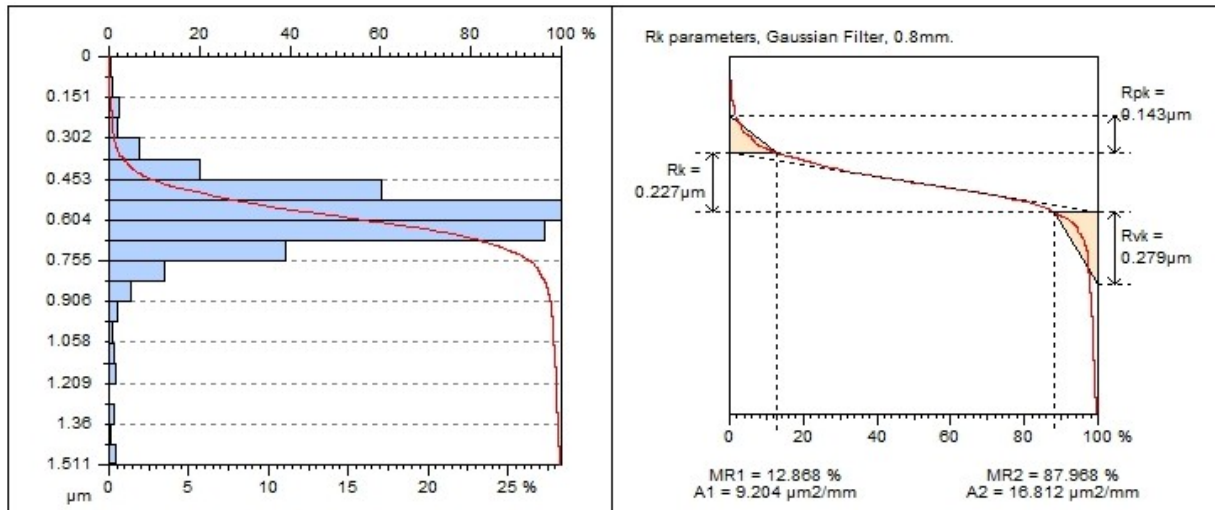 0 20 40 60 80 100 %
0
0.151
0.302
0.453
0.604
0.755
0.906
1.058
1.209
1.36
1.511
µm
0 5 10 15 20 25 %
Rk parameters, Gaussian Filter, 0.8mm.
Rpk =
9.143µm
Rk =
0.227µm
Rvk =
0.279µm
0 20 40 60 80 100 %
MR1 = 12.868 % MR2 = 87.968 %
A1 = 9.204 µm2/mm A2 = 16.812 µm2/mm